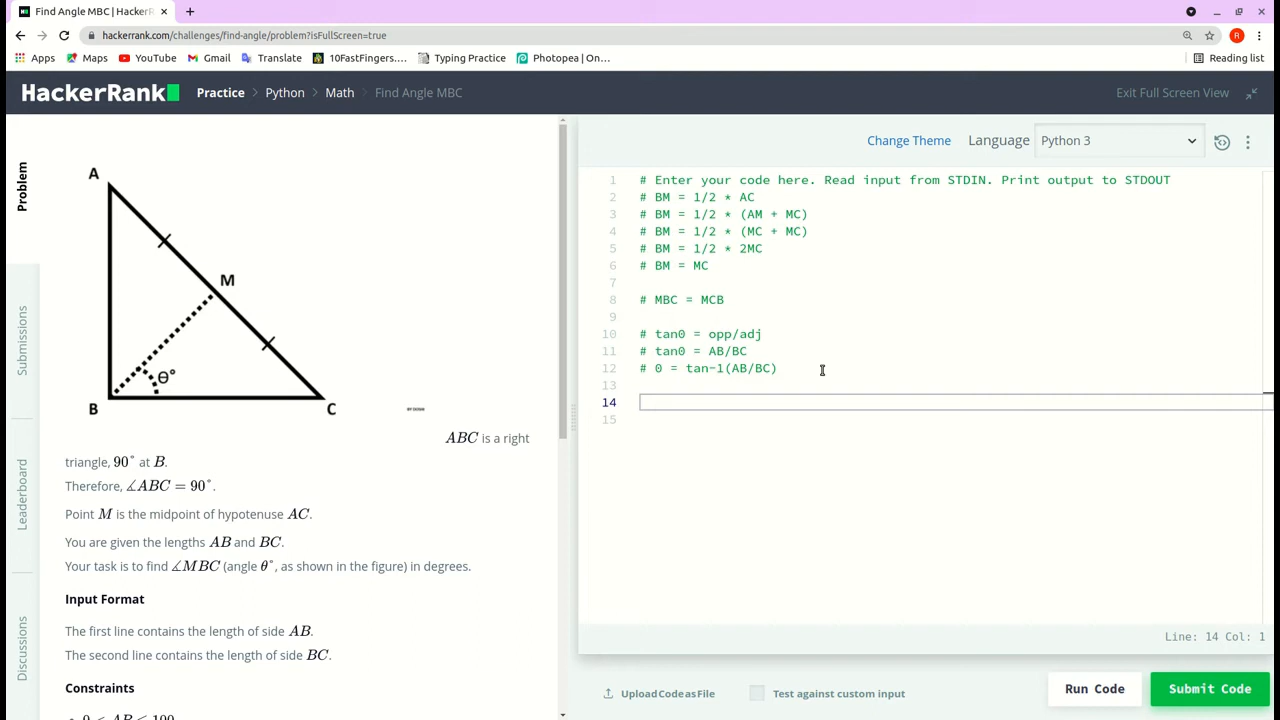 Find Angle MBC | HackerR
hackerrank.com/challenges/find-angle/problem?isFullScreen=true
R
Apps Maps YouTube Gmail Translate 10FastFingers.... Typing Practice Photopea | On... Reading list
HackerRank Practice > Python > Math > Find Angle MBC Exit Full Screen View
Problem
Submissions
Leaderboard
Discussions
A
M
θ°
B
C
ABC is a right
triangle, 90° at B.
Therefore, ∡ABC = 90°.
Point M is the midpoint of hypotenuse AC.
You are given the lengths AB and BC.
Your task is to find ∡MBC (angle θ°, as shown in the figure) in degrees.
Input Format
The first line contains the length of side AB.
The second line contains the length of side BC.
Constraints
0 < AB ≤ 100
Change Theme Language Python 3
1 # Enter your code here. Read input from STDIN. Print output to STDOUT
2 # BM = 1/2 * AC
3 # BM = 1/2 * (AM + MC)
4 # BM = 1/2 * (MC + MC)
5 # BM = 1/2 * 2MC
6 # BM = MC
7
8 # MBC = MCB
9
10 # tan0 = opp/adj
11 # tan0 = AB/BC
12 # 0 = tan-1(AB/BC)
13
14
15
Line: 14 Col: 1
Upload Code as File Test against custom input Run Code Submit Code